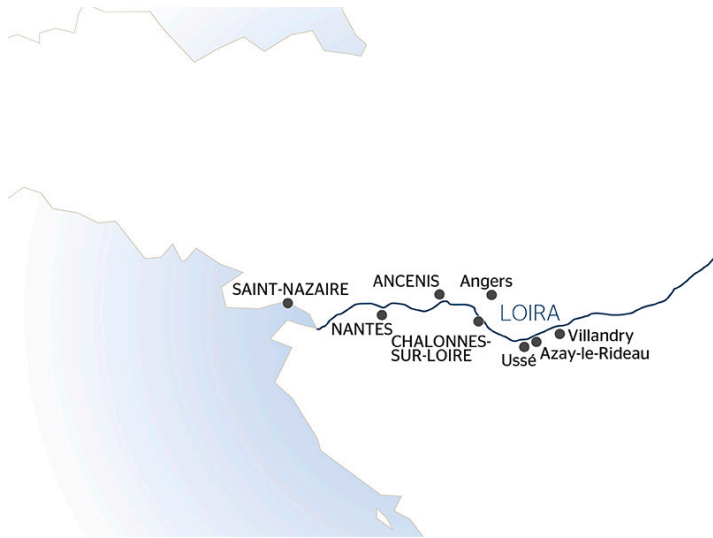 SAINT-NAZAIRE
ANCENIS
Angers
LOIRA
NANTES
CHALONNES-
SUR-LOIRE
Villandry
Ussé
Azay-le-Rideau